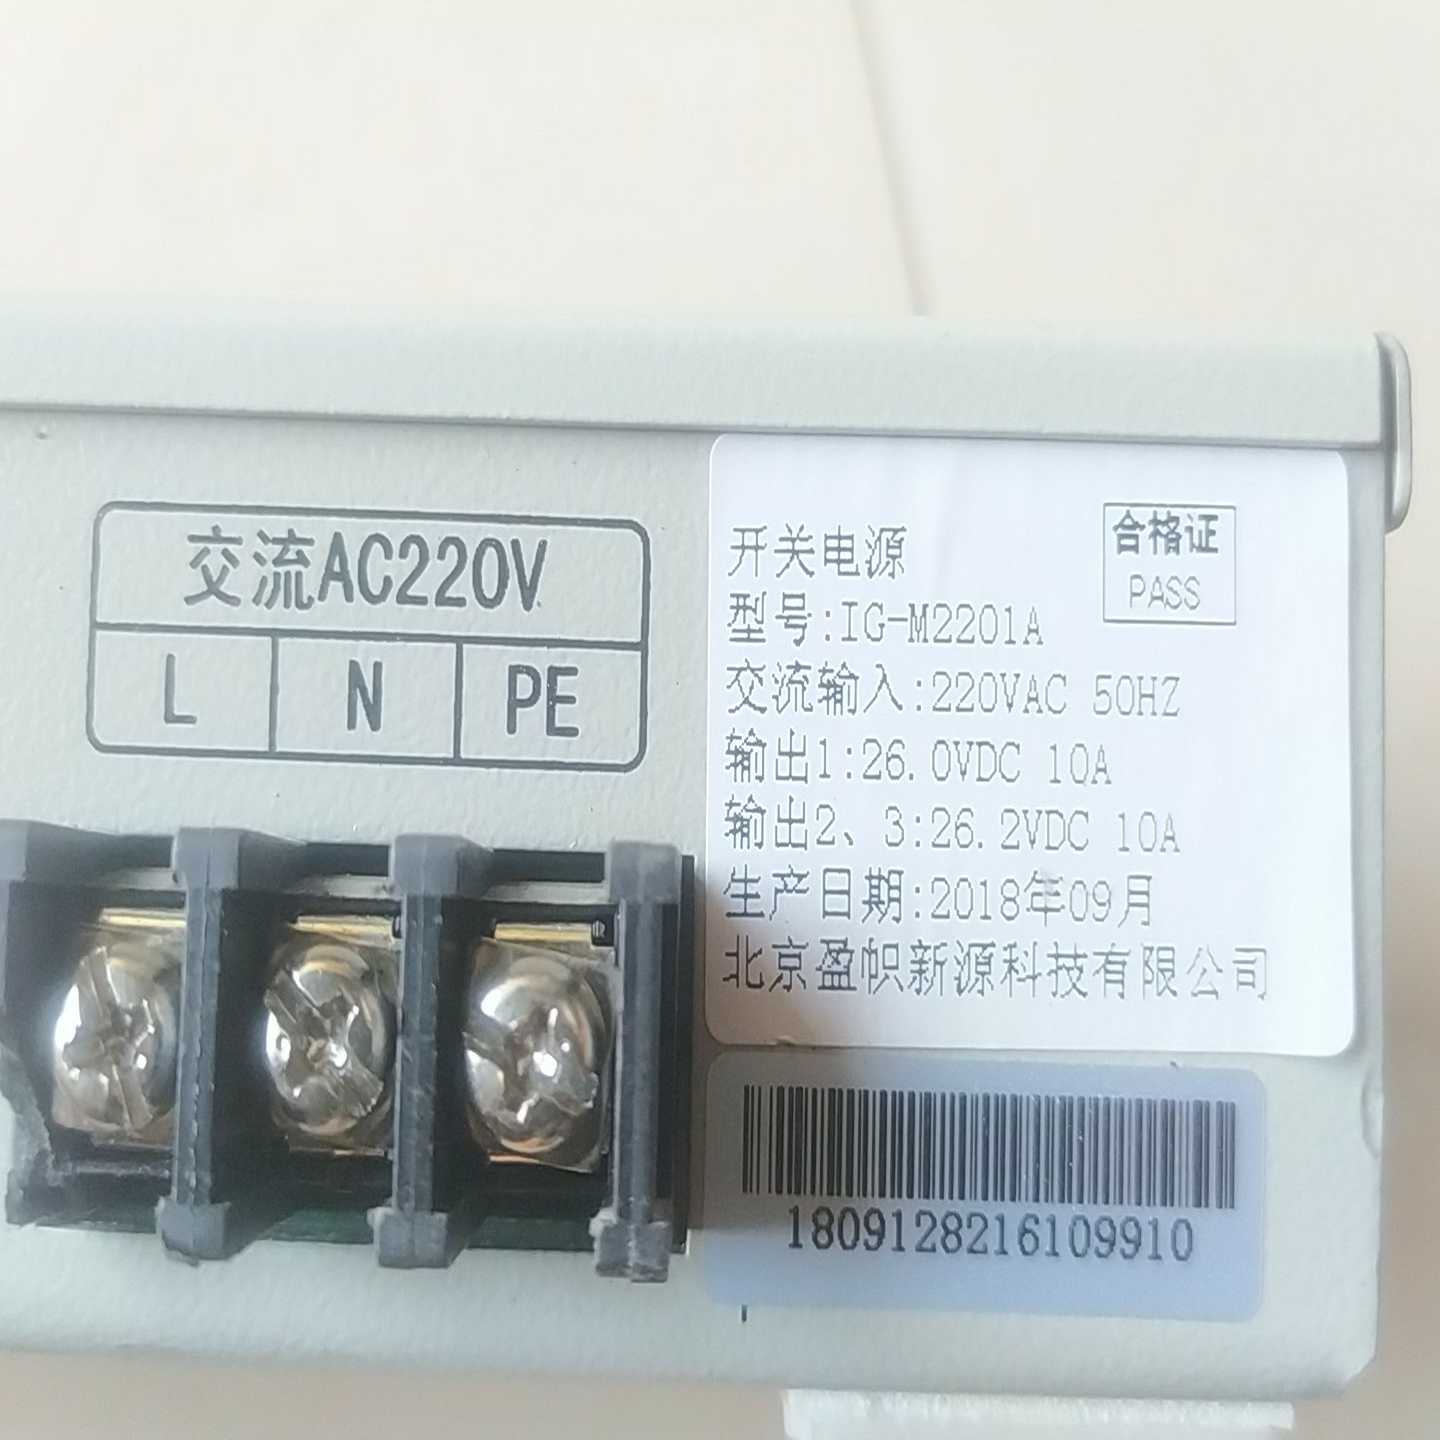 交流AC220V
L N PE
合格证
PASS
开关电源
型号:IG-M2201A
交流输入:220VAC 50HZ
输出1:26.0VDC 10A
输出2、3:26.2VDC 10A
生产日期:2018年09月
北京盈帜新源科技有限公司
1809128216109910